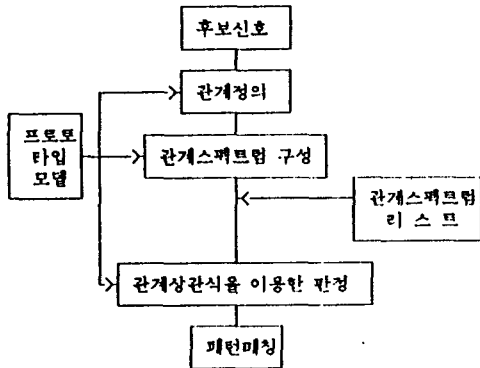 후보신호
관계정의
프로토
타입
모델
관계스팩트럼 구성
관계스팩트럼
리 스 트
관계상관식을 이용한 판정
패턴매칭